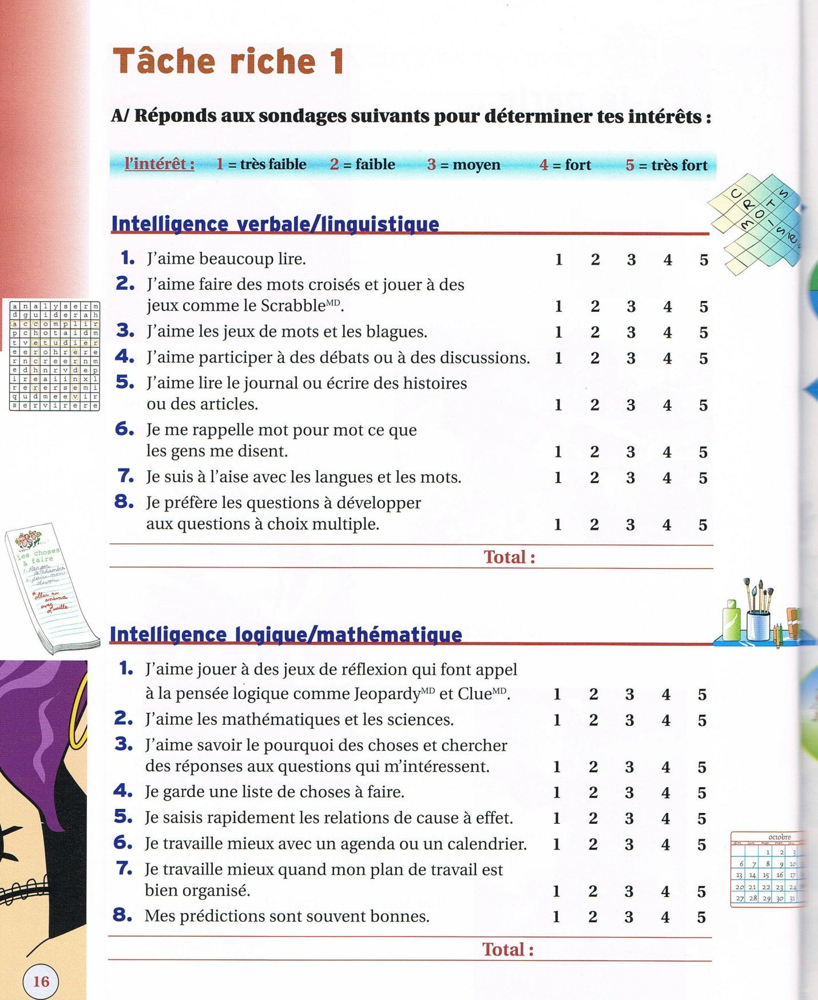 Tâche riche 1
A/ Réponds aux sondages suivants pour déterminer tes intérêts :
l'intérêt : 1 = très faible 2 = faible 3 = moyen 4 = fort 5 = très fort
C R O I S é
M O T S
Intelligence verbale/linguistique
1. J'aime beaucoup lire. 1 2 3 4 5
2. J'aime faire des mots croisés et jouer à des
jeux comme le Scrabble^MD. 1 2 3 4 5
3. J'aime les jeux de mots et les blagues. 1 2 3 4 5
4. J'aime participer à des débats ou à des discussions. 1 2 3 4 5
5. J'aime lire le journal ou écrire des histoires
ou des articles. 1 2 3 4 5
6. Je me rappelle mot pour mot ce que
les gens me disent. 1 2 3 4 5
7. Je suis à l'aise avec les langues et les mots. 1 2 3 4 5
8. Je préfère les questions à développer
aux questions à choix multiple. 1 2 3 4 5
Total :
a n a l y s e r m
d g u i d e r a h
a c c o m p l i r
p c h o t a i d m
t v e t u d i e r
e e r o h r e r e
r n c r e e r n m
e d h n r v d e p
i r e a i i n x l
r e r e r s e m i
q u d m e e v i r
s e r v i r e r e
les choses
à faire
1. Ranger
la chambre
2. faire mon
devoir
* aller au
cinéma
avec
Lucille
Intelligence logique/mathématique
1. J'aime jouer à des jeux de réflexion qui font appel
à la pensée logique comme Jeopardy^MD et Clue^MD. 1 2 3 4 5
2. J'aime les mathématiques et les sciences. 1 2 3 4 5
3. J'aime savoir le pourquoi des choses et chercher
des réponses aux questions qui m'intéressent. 1 2 3 4 5
4. Je garde une liste de choses à faire. 1 2 3 4 5
5. Je saisis rapidement les relations de cause à effet. 1 2 3 4 5
6. Je travaille mieux avec un agenda ou un calendrier. 1 2 3 4 5
7. Je travaille mieux quand mon plan de travail est
bien organisé. 1 2 3 4 5
8. Mes prédictions sont souvent bonnes. 1 2 3 4 5
Total :
octobre
dim. lun. mar. mer. jeu.
1 2 3
6 7 8 9 10
13 14 15 16 17
20 21 22 23 24
27 28 29 30 31
16